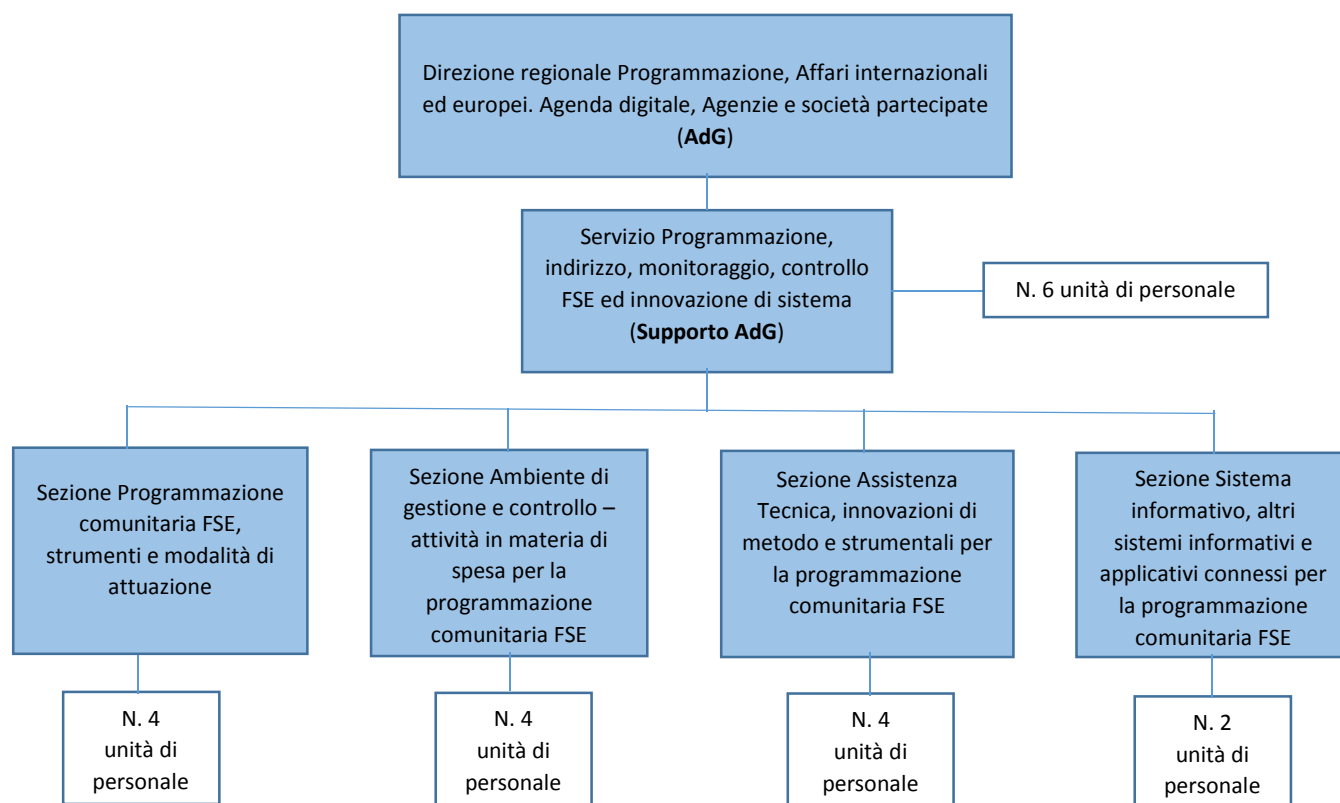 Direzione regionale Programmazione, Affari internazionali
ed europei. Agenda digitale, Agenzie e società partecipate
(AdG)
Servizio Programmazione,
indirizzo, monitoraggio, controllo
FSE ed innovazione di sistema
(Supporto AdG)
N. 6 unità di personale
Sezione Programmazione
comunitaria FSE,
strumenti e modalità di
attuazione
Sezione Ambiente di
gestione e controllo –
attività in materia di
spesa per la
programmazione
comunitaria FSE
Sezione Assistenza
Tecnica, innovazioni di
metodo e strumentali per
la programmazione
comunitaria FSE
Sezione Sistema
informativo, altri
sistemi informativi e
applicativi connessi per
la programmazione
comunitaria FSE
N. 4
unità di
personale
N. 4
unità di
personale
N. 4
unità di
personale
N. 2
unità di
personale